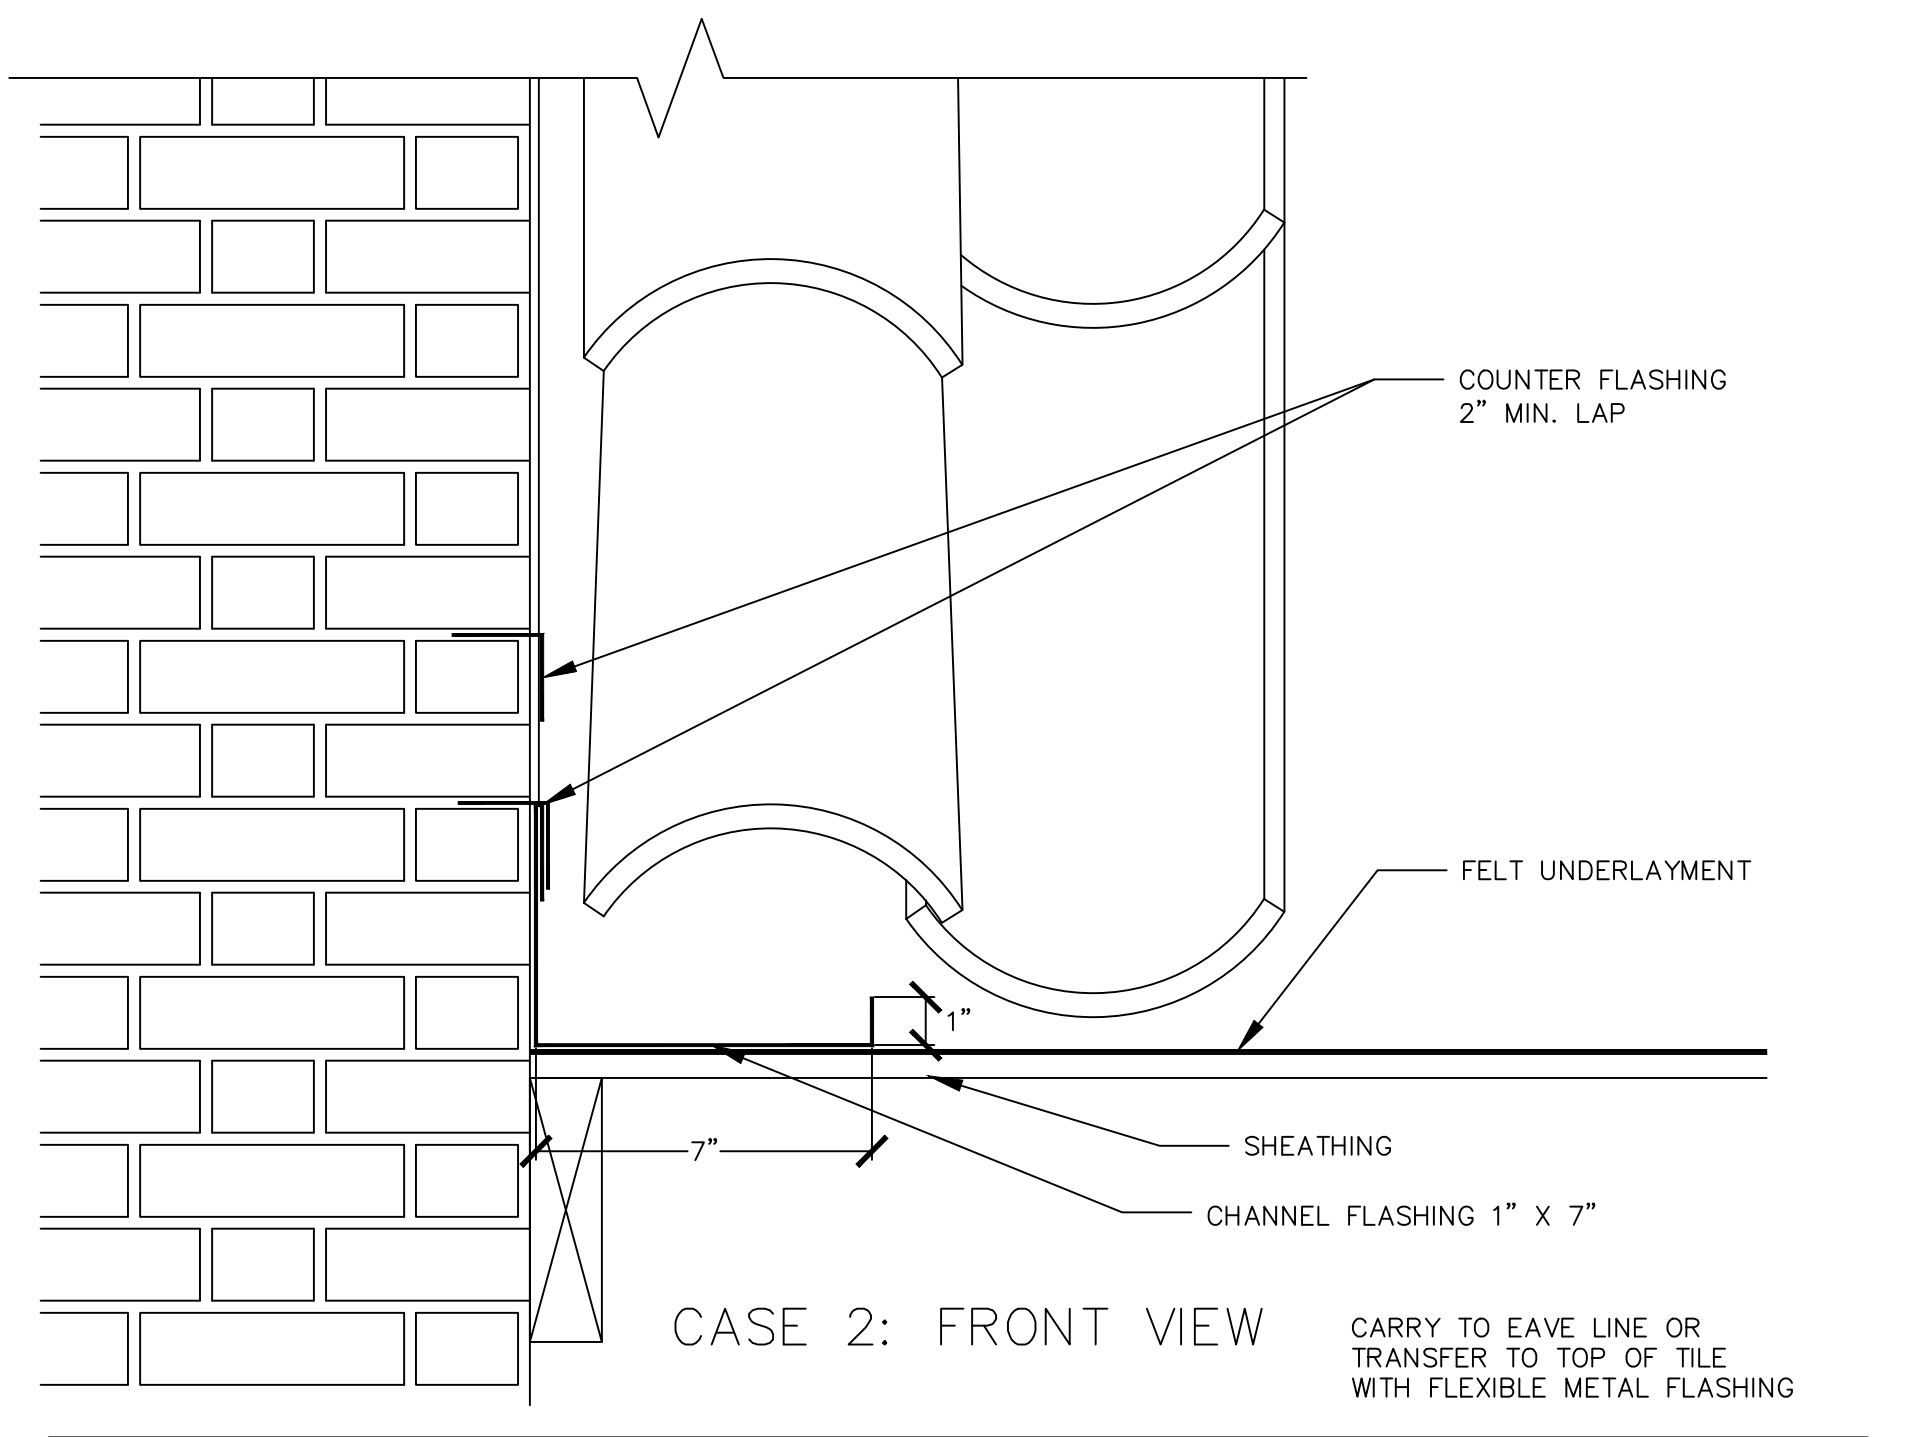 COUNTER FLASHING
2” MIN. LAP
FELT UNDERLAYMENT
1”
7”
SHEATHING
CHANNEL FLASHING 1” X 7”
CASE 2: FRONT VIEW
CARRY TO EAVE LINE OR
TRANSFER TO TOP OF TILE
WITH FLEXIBLE METAL FLASHING